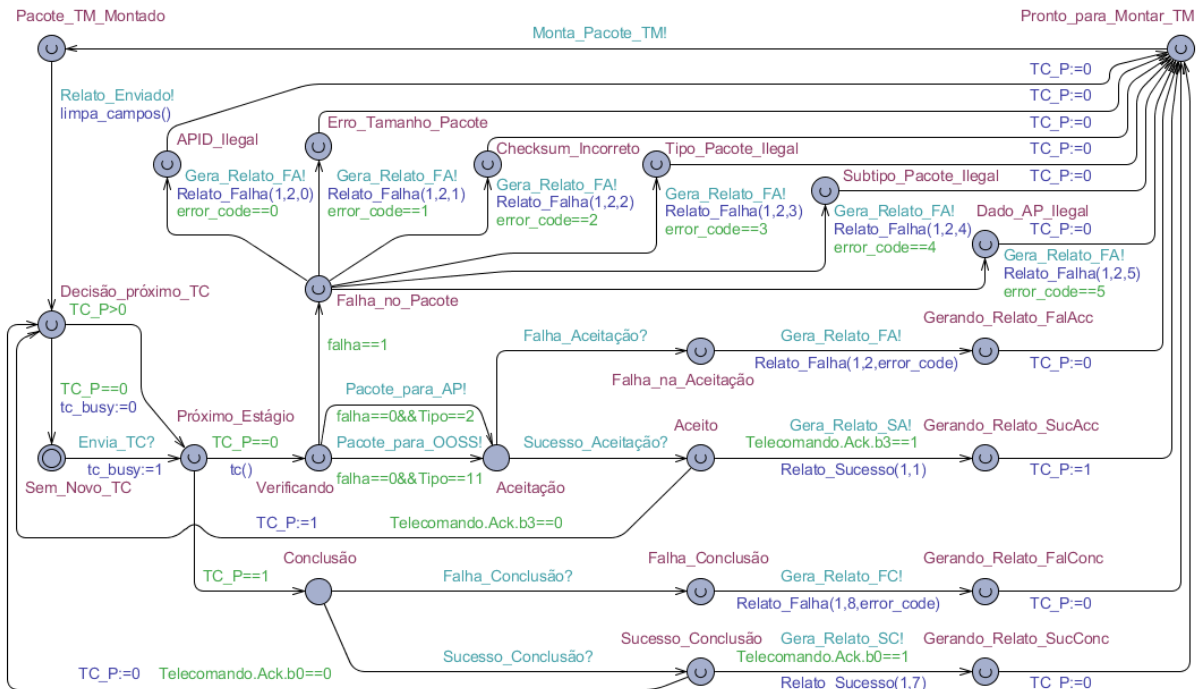 Pacote_TM_Montado
Pronto_para_Montar_TM
Monta_Pacote_TM!
TC_P:=0
Relato_Enviado!
limpa_campos()
TC_P:=0
Erro_Tamanho_Pacote
APID_Ilegal
Checksum_Incorreto
Tipo_Pacote_Ilegal
TC_P:=0
Gera_Relato_FA!
Relato_Falha(1,2,0)
error_code==0
Gera_Relato_FA!
Relato_Falha(1,2,1)
error_code==1
Gera_Relato_FA!
Relato_Falha(1,2,2)
error_code==2
Gera_Relato_FA!
Relato_Falha(1,2,3)
error_code==3
Subtipo_Pacote_Ilegal
TC_P:=0
Gera_Relato_FA!
Relato_Falha(1,2,4)
error_code==4
Dado_AP_Ilegal
TC_P:=0
Gera_Relato_FA!
Relato_Falha(1,2,5)
error_code==5
Decisão_próximo_TC
TC_P>0
Falha_no_Pacote
falha==1
Falha_Aceitação?
Gera_Relato_FA!
Relato_Falha(1,2,error_code)
Gerando_Relato_FalAcc
TC_P:=0
Falha_na_Aceitação
TC_P==0
tc_busy:=0
Pacote_para_AP!
falha==0&&Tipo==2
Próximo_Estágio
Envia_TC?
tc_busy:=1
Sem_Novo_TC
TC_P==0
tc()
Verificando
Pacote_para_OOSS!
falha==0&&Tipo==11
Aceitação
Sucesso_Aceitação?
Aceito
Gera_Relato_SA!
Telecomando.Ack.b3==1
Relato_Sucesso(1,1)
Gerando_Relato_SucAcc
TC_P:=1
TC_P:=1
Telecomando.Ack.b3==0
Conclusão
Falha_Conclusão
Gerando_Relato_FalConc
TC_P==1
Falha_Conclusão?
Gera_Relato_FC!
Relato_Falha(1,8,error_code)
TC_P:=0
Sucesso_Conclusão
Gera_Relato_SC!
Gerando_Relato_SucConc
Sucesso_Conclusão?
Telecomando.Ack.b0==1
TC_P:=0
Telecomando.Ack.b0==0
Relato_Sucesso(1,7)
TC_P:=0